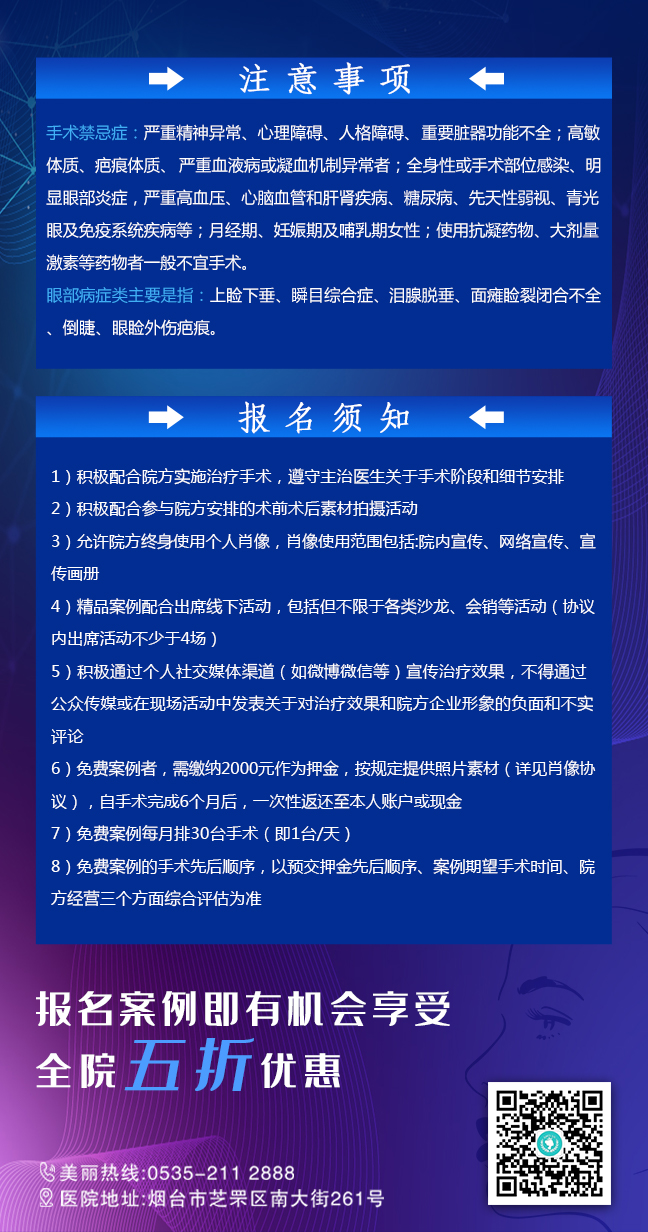 注意事项
手术禁忌症：严重精神异常、心理障碍、人格障碍、重要脏器功能不全；高敏
体质、疤痕体质、严重血液病或凝血机制异常者；全身性或手术部位感染、明
显眼部炎症，严重高血压、心脑血管和肝肾疾病、糖尿病、先天性弱视、青光
眼及免疫系统疾病等；月经期、妊娠期及哺乳期女性；使用抗凝药物、大剂量
激素等药物者一般不宜手术。
眼部病症类主要是指：上睑下垂、瞬目综合症、泪腺脱垂、面瘫睑裂闭合不全
、倒睫、眼睑外伤疤痕。
报名须知
1）积极配合院方实施治疗手术，遵守主治医生关于手术阶段和细节安排
2）积极配合参与院方安排的术前术后素材拍摄活动
3）允许院方终身使用个人肖像，肖像使用范围包括:院内宣传、网络宣传、宣
传画册
4）精品案例配合出席线下活动，包括但不限于各类沙龙、会销等活动（协议
内出席活动不少于4场）
5）积极通过个人社交媒体渠道（如微博微信等）宣传治疗效果，不得通过
公众传媒或在现场活动中发表关于对治疗效果和院方企业形象的负面和不实
评论
6）免费案例者，需缴纳2000元作为押金，按规定提供照片素材（详见肖像协
议），自手术完成6个月后，一次性返还至本人账户或现金
7）免费案例每月排30台手术（即1台/天）
8）免费案例的手术先后顺序，以预交押金先后顺序、案例期望手术时间、院
方经营三个方面综合评估为准
报名案例即有机会享受
全院五折优惠
美丽热线:0535-211 2888
医院地址:烟台市芝罘区南大街261号